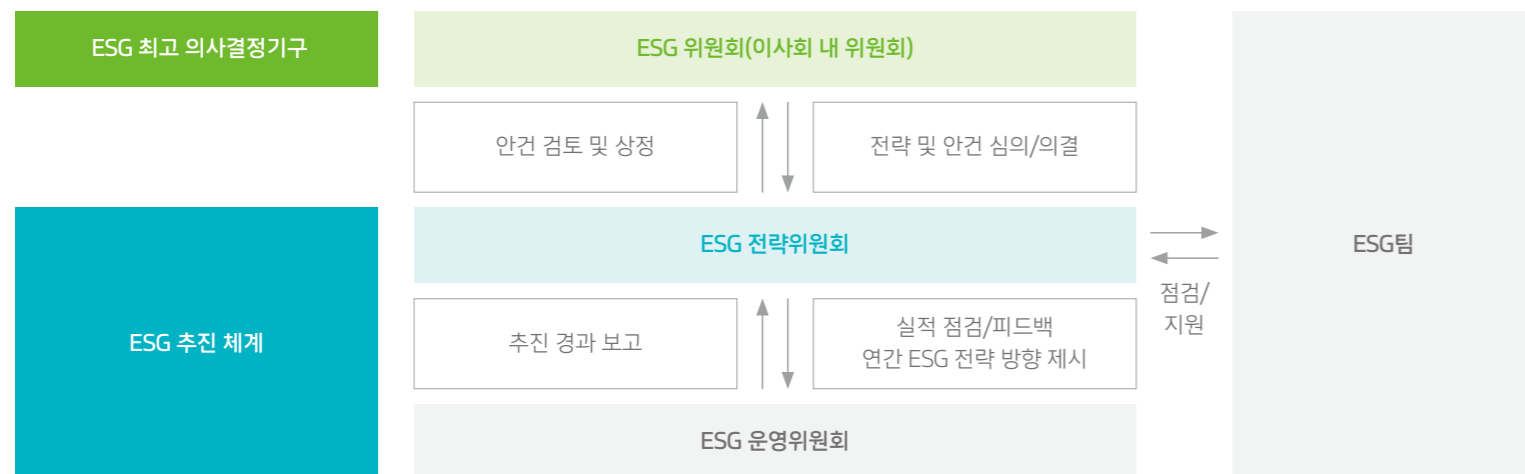 ESG 최고 의사결정기구
ESG 위원회(이사회 내 위원회)
안건 검토 및 상정
전략 및 안건 심의/의결
ESG 추진 체계
ESG 전략위원회
추진 경과 보고
실적 점검/피드백
연간 ESG 전략 방향 제시
ESG 운영위원회
점검/
지원
ESG팀